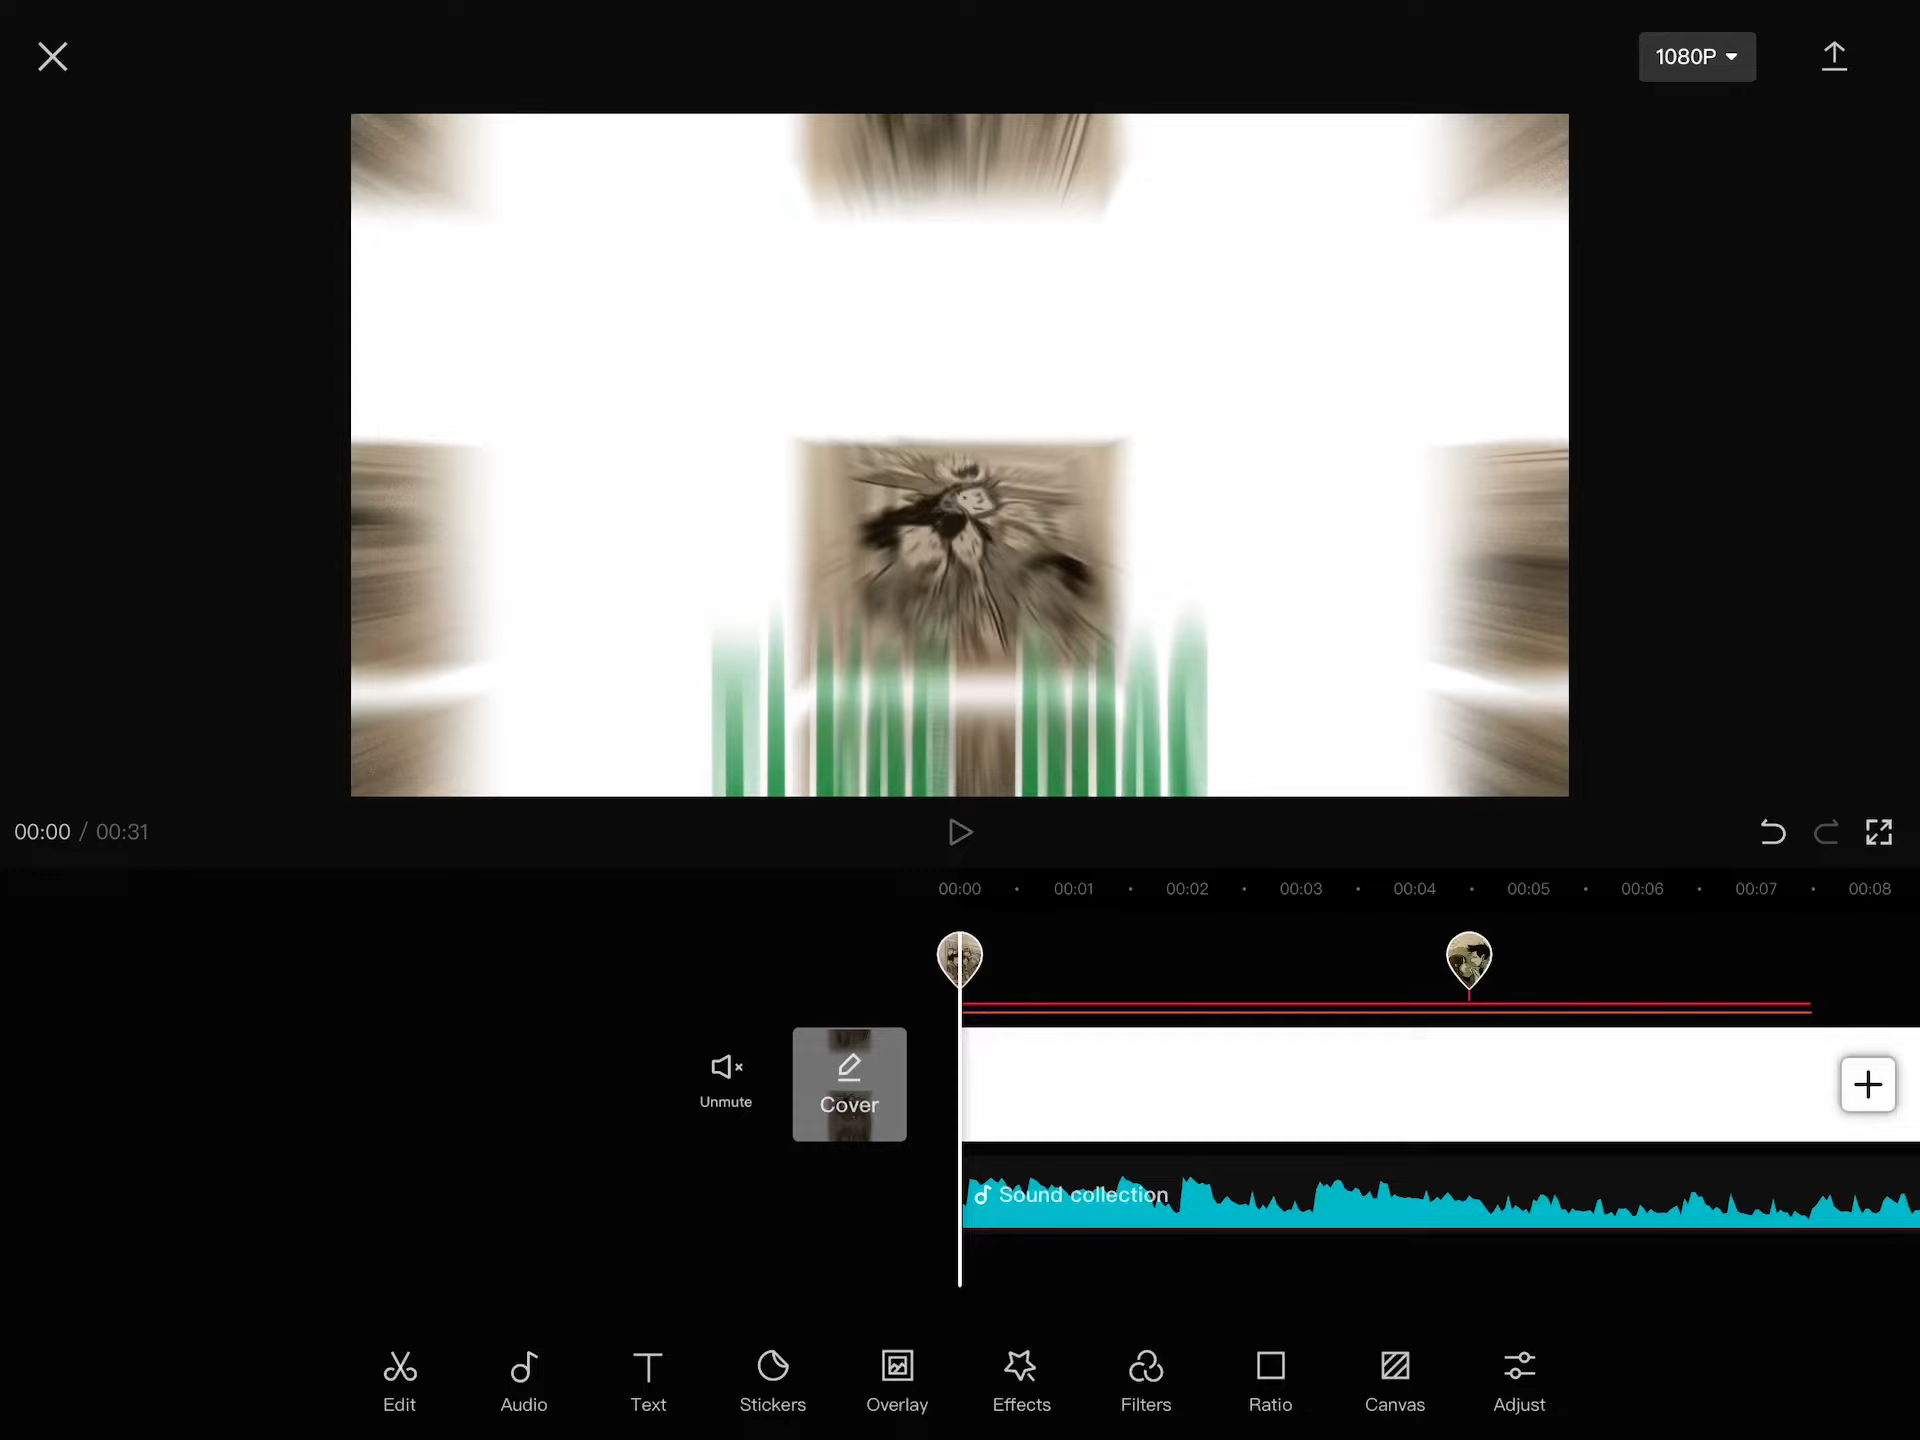 1080P
00:00 / 00:31
00:00 00:01 00:02 00:03 00:04 00:05 00:06 00:07 00:08
Unmute
Cover
Sound collection
Edit Audio Text Stickers Overlay Effects Filters Ratio Canvas Adjust